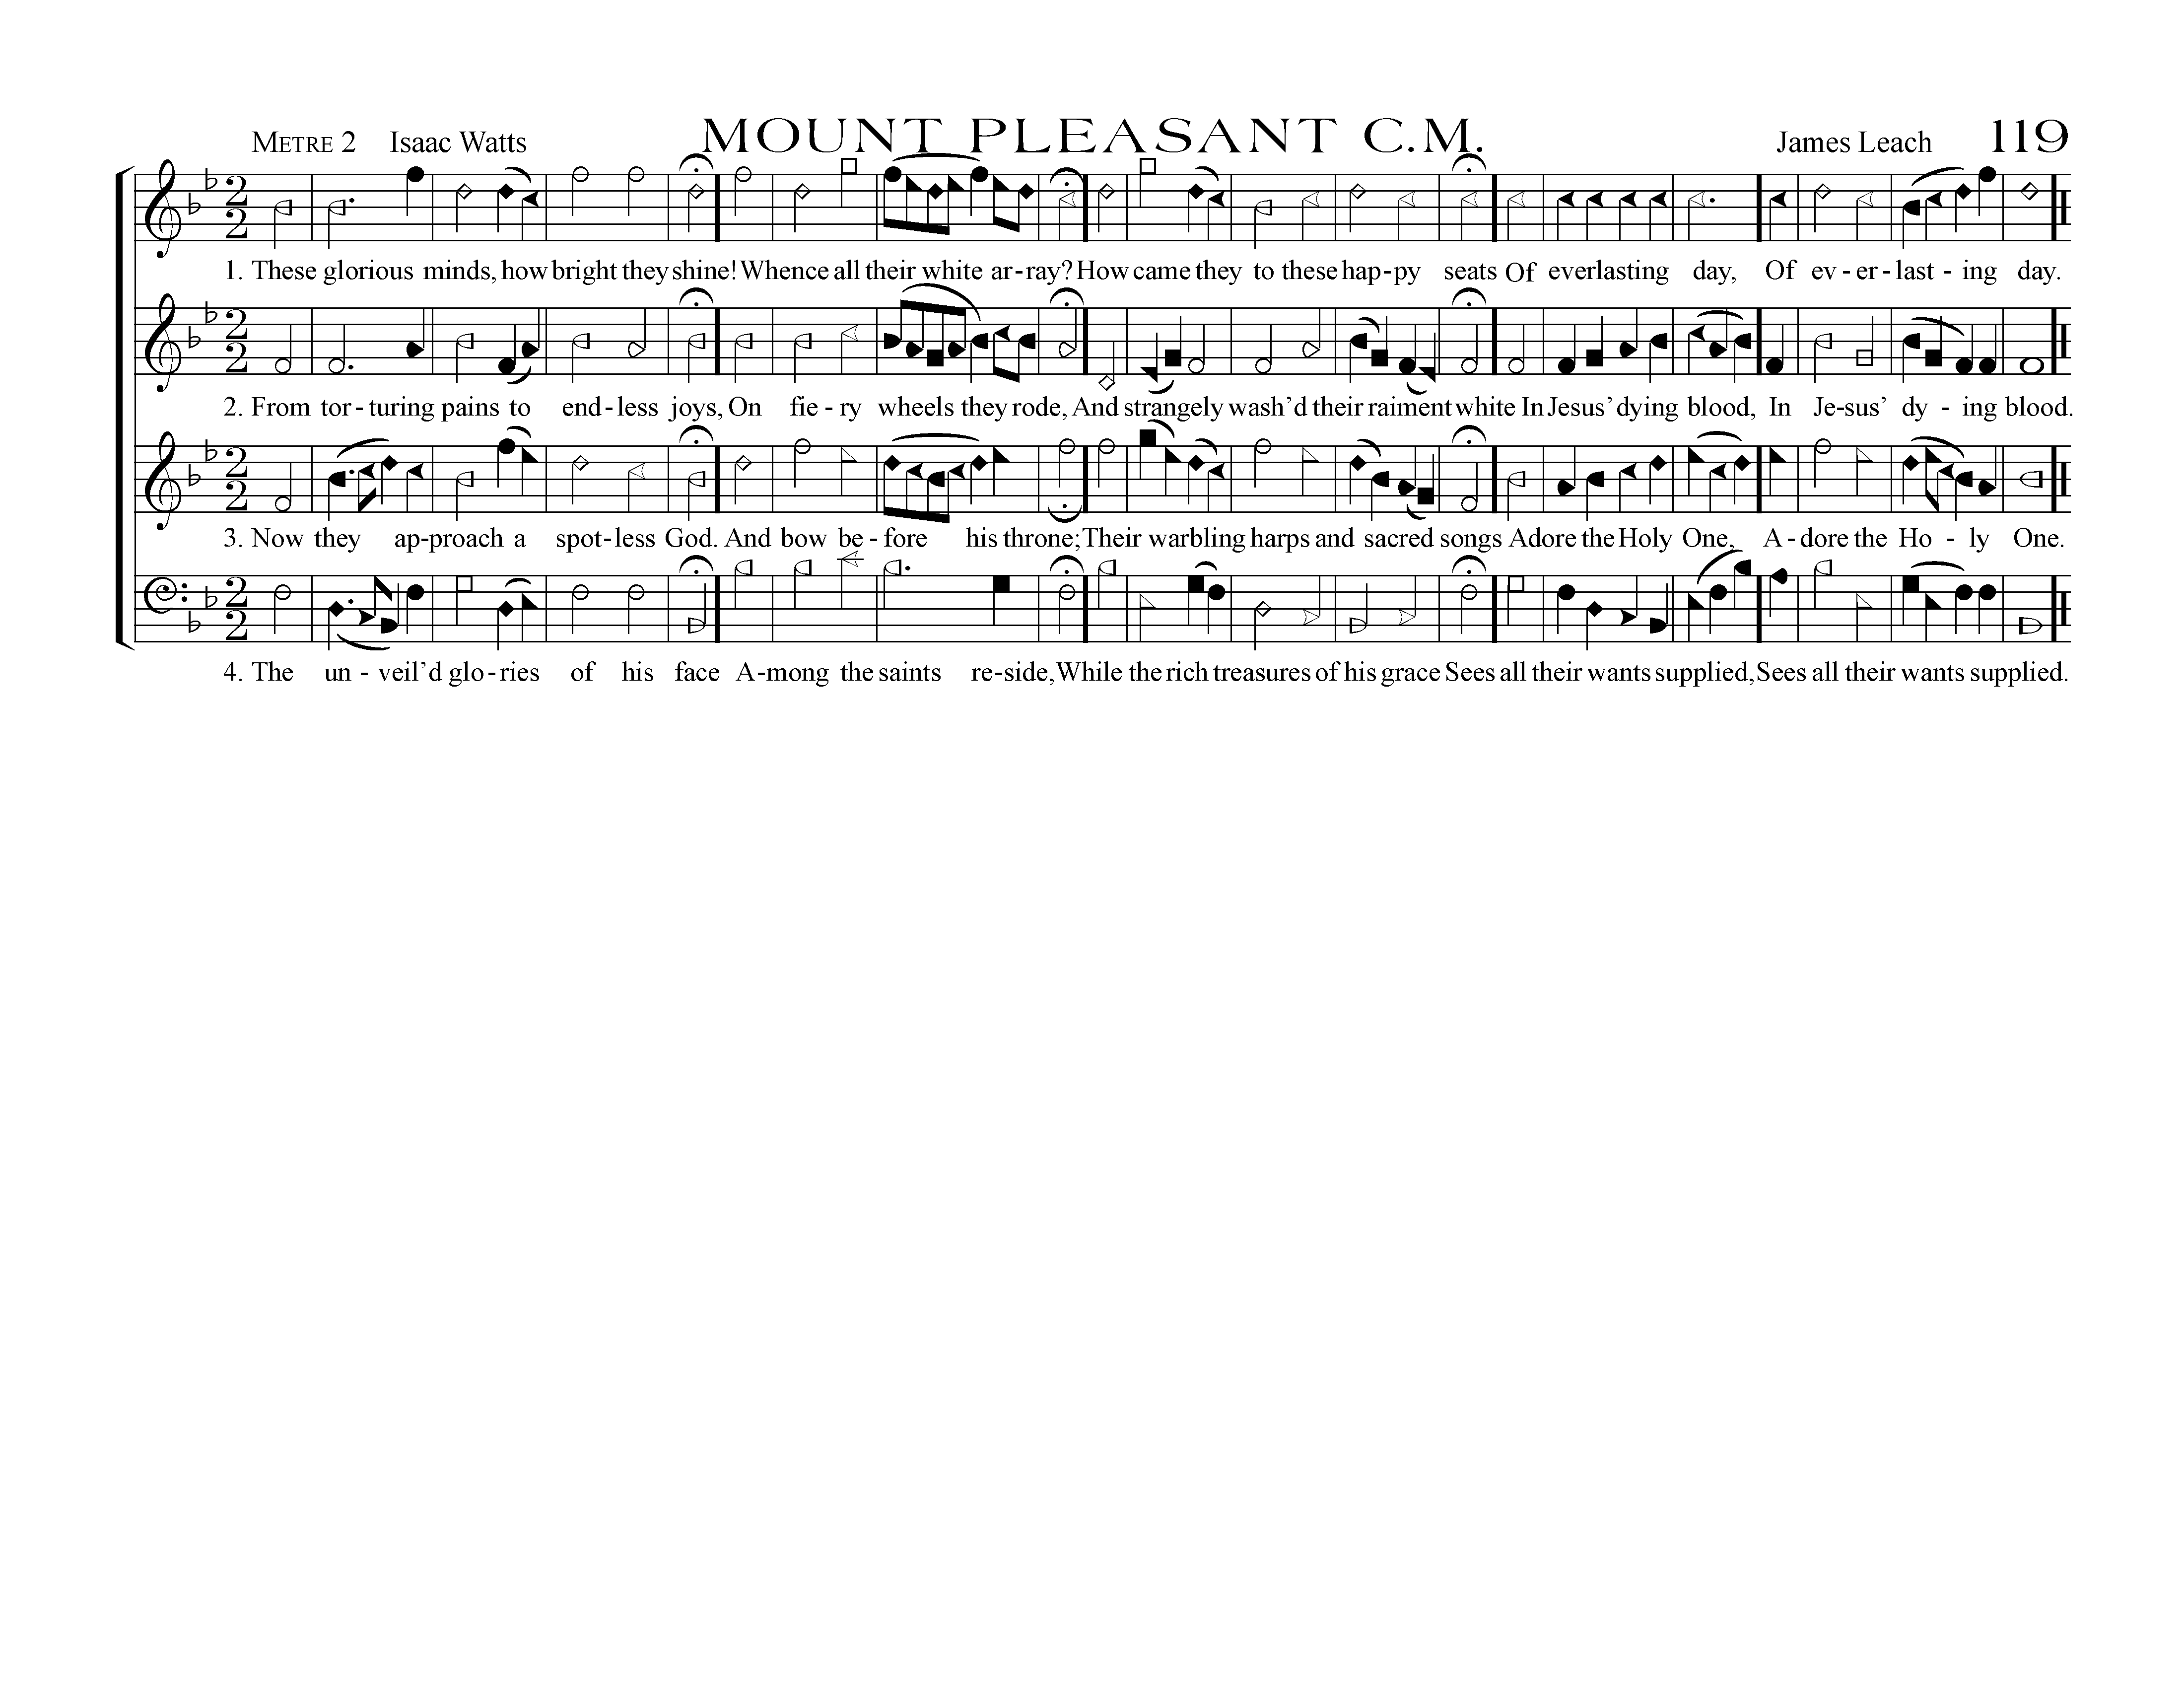 METRE 2 Isaac Watts MOUNT PLEASANT C.M. James Leach 119
1. These glorious minds, how bright they shine! Whence all their white ar-ray? How came they to these hap-py seats Of everlasting day, Of ev-er-last-ing day.
2. From tor-turing pains to end-less joys, On fie-ry wheels they rode, And strangely wash'd their raiment white In Jesus' dying blood, In Je-sus' dy-ing blood.
3. Now they ap-proach a spot-less God. And bow be-fore his throne; Their warbling harps and sacred songs Adore the Holy One, A-dore the Ho-ly One.
4. The un-veil'd glo-ries of his face A-mong the saints re-side, While the rich treasures of his grace Sees all their wants supplied, Sees all their wants supplied.